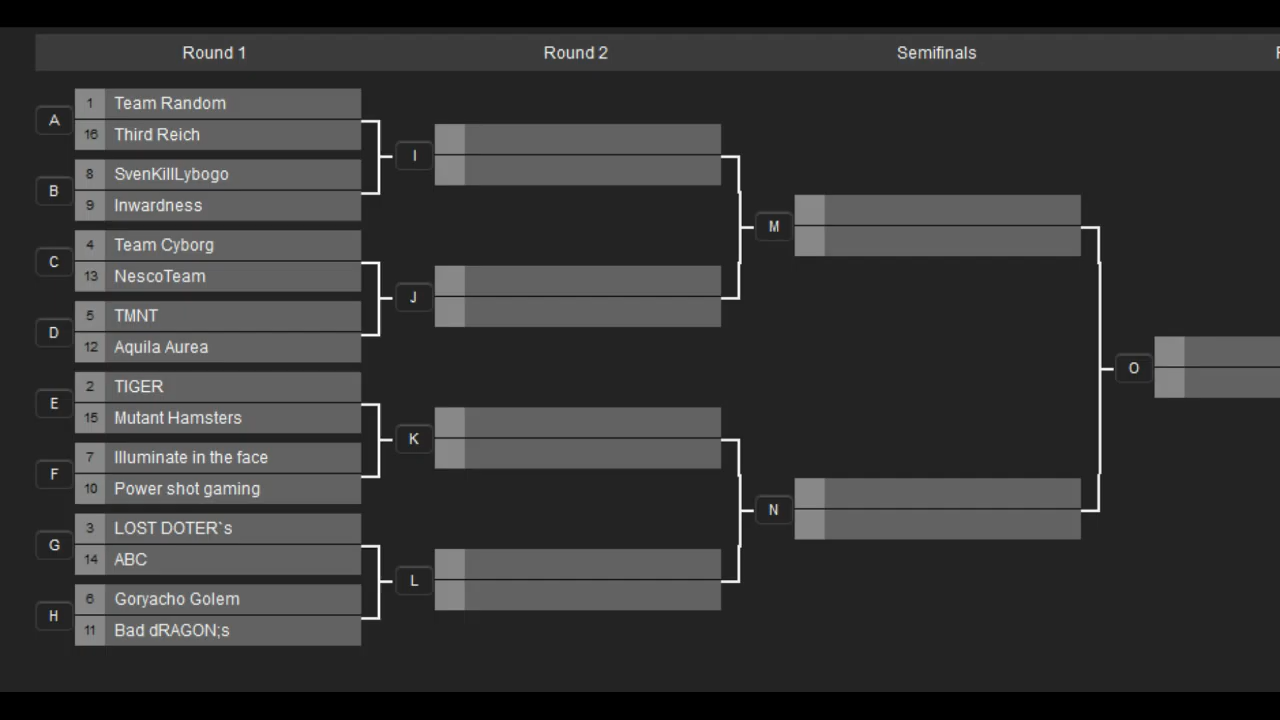 Round 1 Round 2 Semifinals
A
1 Team Random
16 Third Reich
B
8 SvenKillLybogo
9 Inwardness
C
4 Team Cyborg
13 NescoTeam
D
5 TMNT
12 Aquila Aurea
E
2 TIGER
15 Mutant Hamsters
F
7 Illuminate in the face
10 Power shot gaming
G
3 LOST DOTER`s
14 ABC
H
6 Goryacho Golem
11 Bad dRAGON;s
I
J
K
L
M
N
O